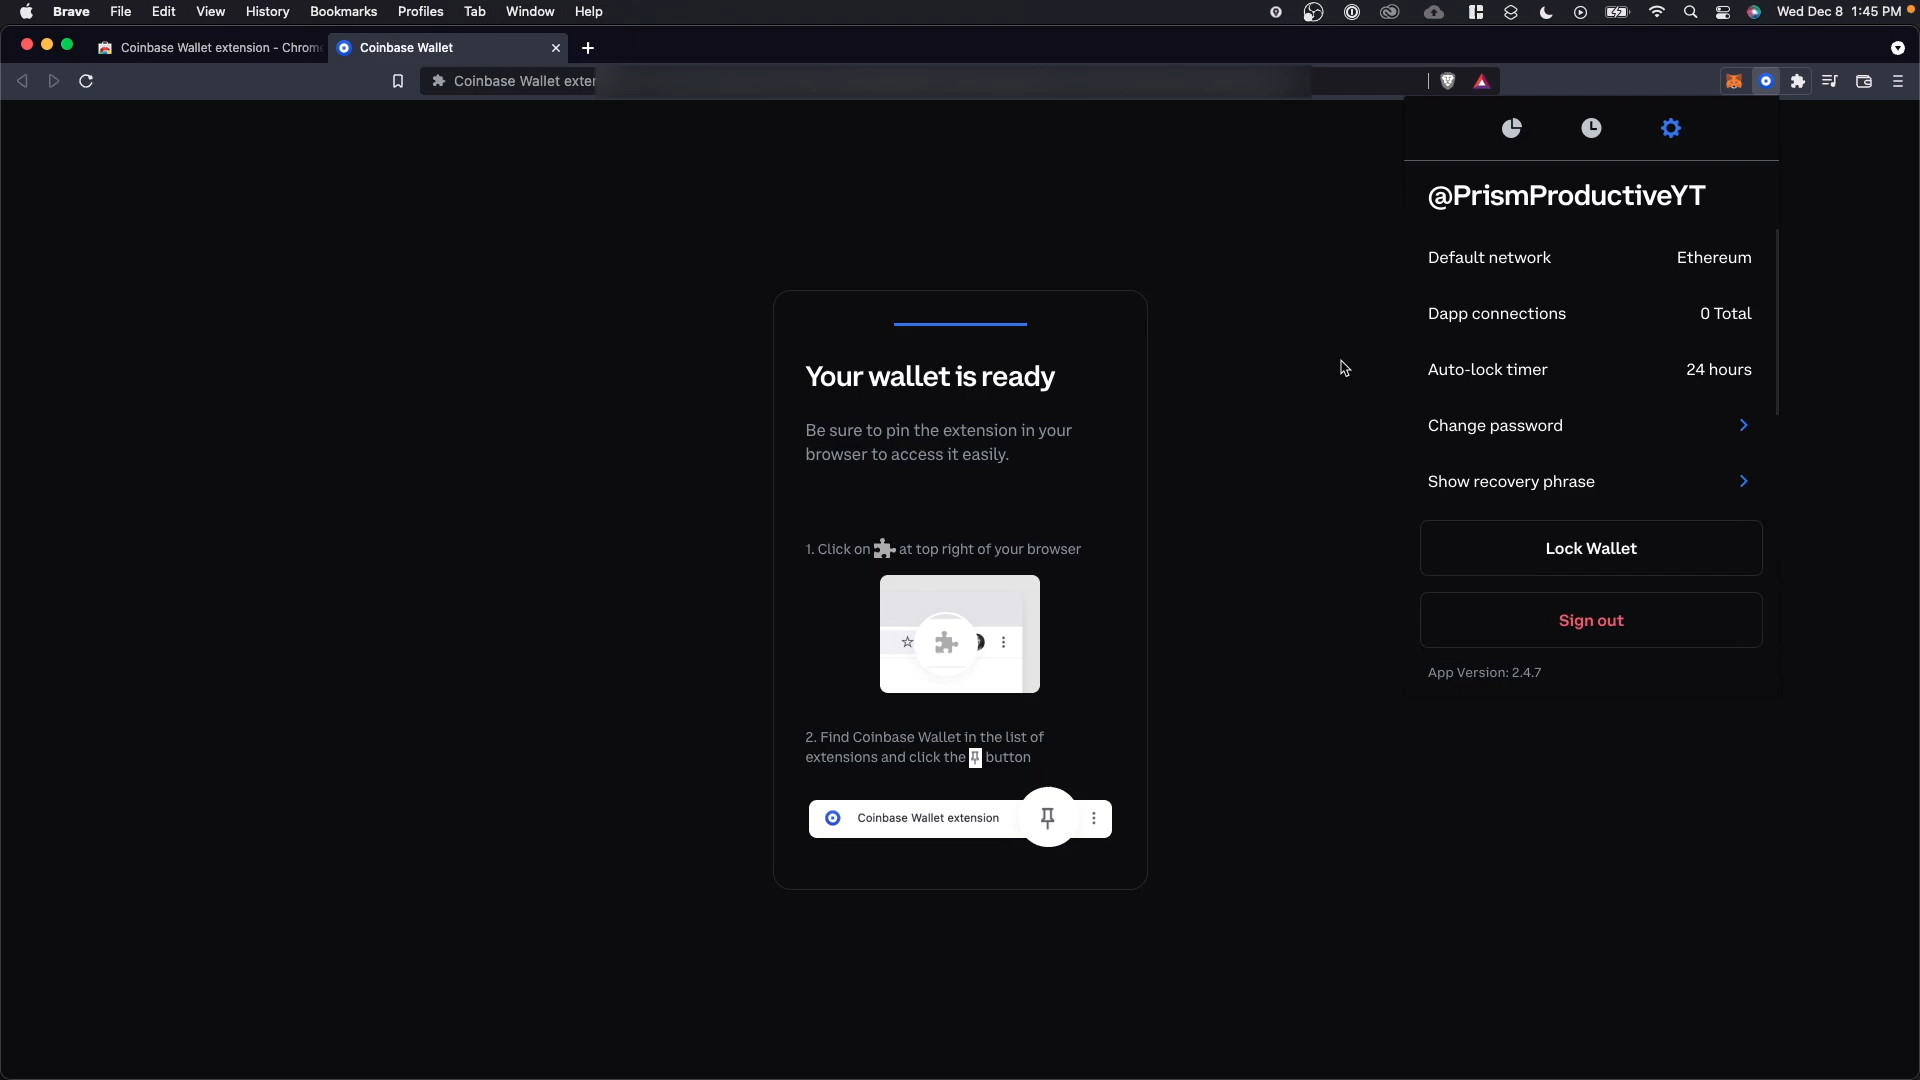 Brave File Edit View History Bookmarks Profiles Tab Window Help Wed Dec 8 1:45 PM
Coinbase Wallet extension - Chrome
Coinbase Wallet
Coinbase Wallet exter
@PrismProductiveYT
Default network Ethereum
Dapp connections 0 Total
Auto-lock timer 24 hours
Change password
Show recovery phrase
Lock Wallet
Sign out
App Version: 2.4.7
Your wallet is ready
Be sure to pin the extension in your
browser to access it easily.
1. Click on at top right of your browser
2. Find Coinbase Wallet in the list of
extensions and click the button
Coinbase Wallet extension